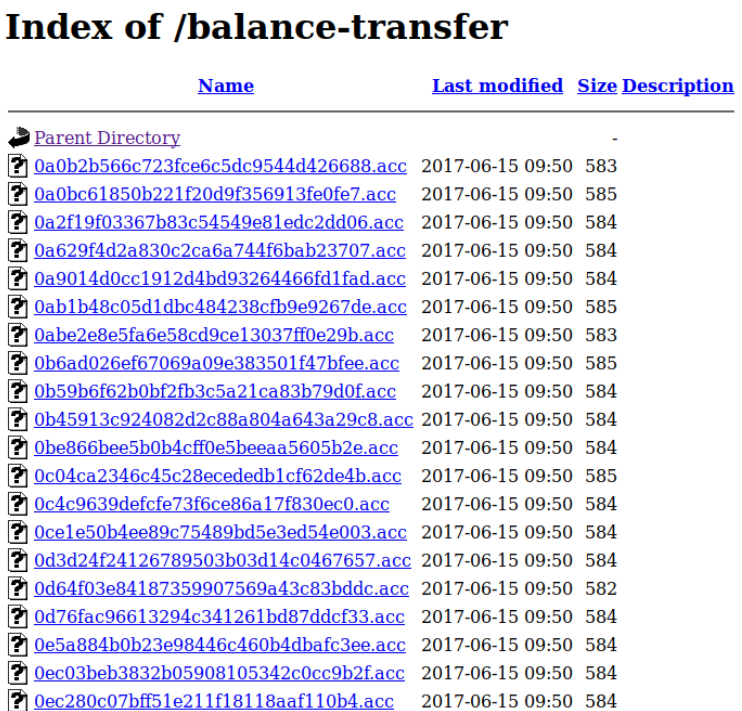 Index of /balance-transfer
Name Last modified Size Description
Parent Directory -
0a0b2b566c723fce6c5dc9544d426688.acc 2017-06-15 09:50 583
0a0bc61850b221f20d9f356913fe0fe7.acc 2017-06-15 09:50 585
0a2f19f03367b83c54549e81edc2dd06.acc 2017-06-15 09:50 584
0a629f4d2a830c2ca6a744f6bab23707.acc 2017-06-15 09:50 584
0a9014d0cc1912d4bd93264466fd1fad.acc 2017-06-15 09:50 584
0ab1b48c05d1dbc484238cfb9e9267de.acc 2017-06-15 09:50 585
0abe2e8e5fa6e58cd9ce13037ff0e29b.acc 2017-06-15 09:50 583
0b6ad026ef67069a09e383501f47bfee.acc 2017-06-15 09:50 585
0b59b6f62b0bf2fb3c5a21ca83b79d0f.acc 2017-06-15 09:50 584
0b45913c924082d2c88a804a643a29c8.acc 2017-06-15 09:50 584
0be866bee5b0b4cff0e5beeaa5605b2e.acc 2017-06-15 09:50 584
0c04ca2346c45c28ecededb1cf62de4b.acc 2017-06-15 09:50 585
0c4c9639defcfe73f6ce86a17f830ec0.acc 2017-06-15 09:50 584
0ce1e50b4ee89c75489bd5e3ed54e003.acc 2017-06-15 09:50 584
0d3d24f24126789503b03d14c0467657.acc 2017-06-15 09:50 584
0d64f03e84187359907569a43c83bddc.acc 2017-06-15 09:50 582
0d76fac96613294c341261bd87ddcf33.acc 2017-06-15 09:50 584
0e5a884b0b23e98446c460b4dbafc3ee.acc 2017-06-15 09:50 584
0ec03beb3832b05908105342c0cc9b2f.acc 2017-06-15 09:50 584
0ec280c07bff51e211f18118aaf110b4.acc 2017-06-15 09:50 584